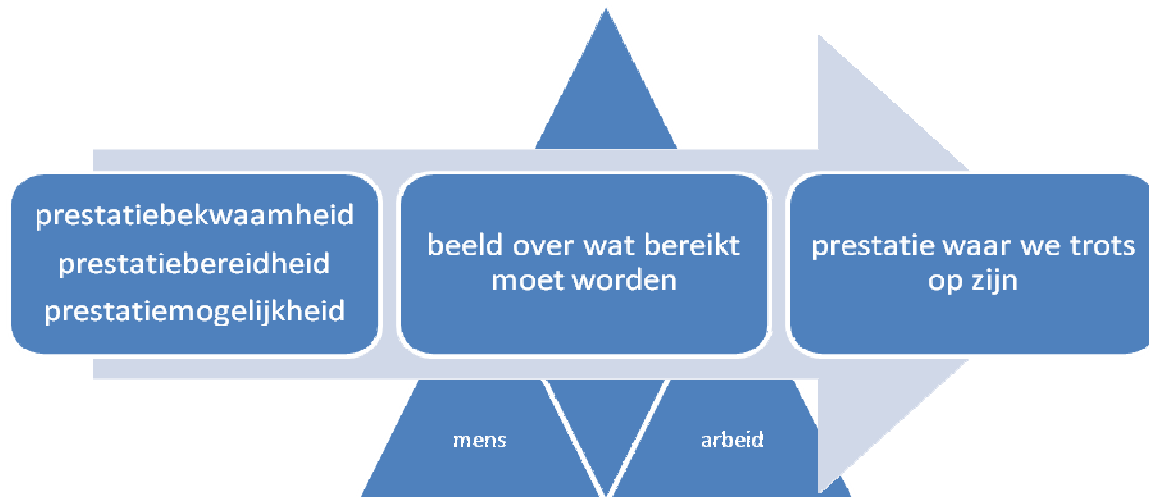 prestatiebekwaamheid
prestatiebereidheid
prestatiemogelijkheid
beeld over wat bereikt
moet worden
prestatie waar we trots
op zijn
mens
arbeid